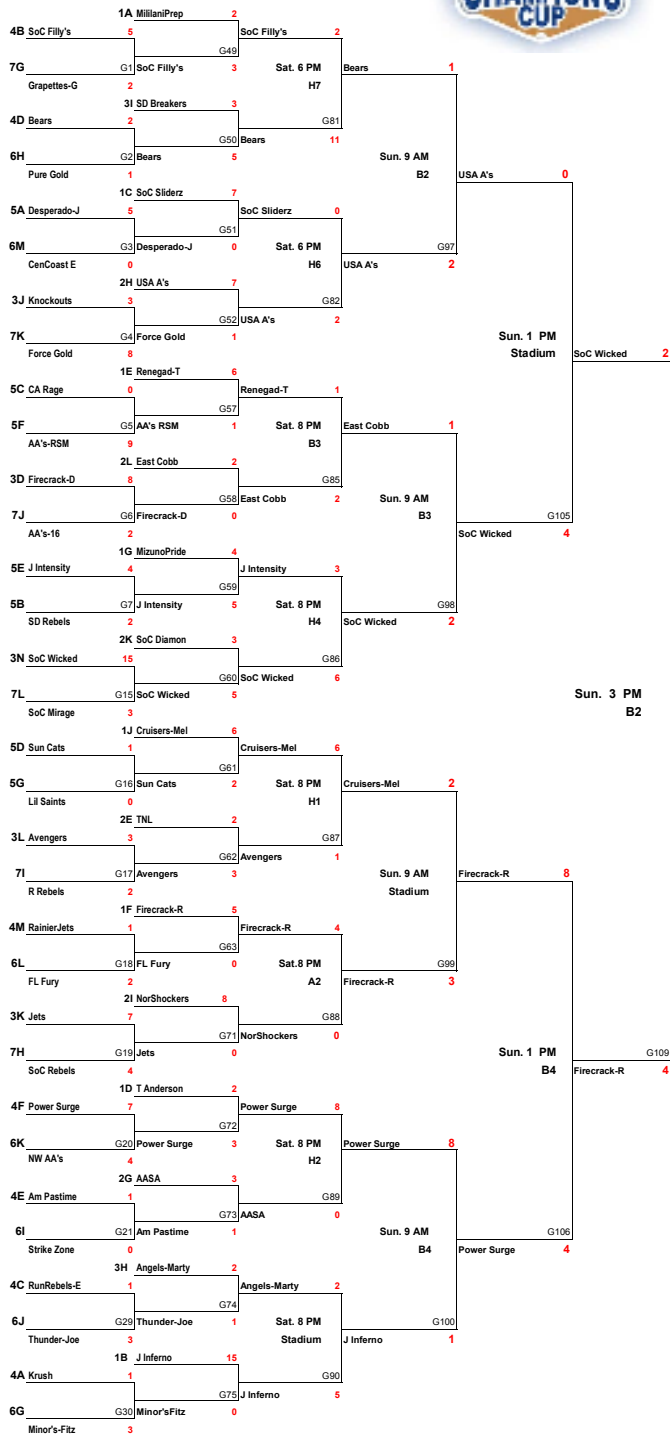 CHAMPIONS
CUP
1A MililaniPrep 2
4B SoC Filly's 5 SoC Filly's 2
G49
7G G1 SoC Filly's 3 Sat. 6 PM Bears 1
Grapettes-G 2 H7
3I SD Breakers 3
4D Bears 2 G81
G50 Bears 11
6H G2 Bears 5 Sun. 9 AM
Pure Gold 1 B2 USA A's 0
1C SoC Sliderz 7
5A Desperado-J 5 SoC Sliderz 0
G51
6M G3 Desperado-J 0 Sat. 6 PM G97
CenCoast E 0 H6 USA A's 2
2H USA A's 7
3J Knockouts 3 G82
G52 USA A's 2
7K G4 Force Gold 1 Sun. 1 PM
Force Gold 8 Stadium SoC Wicked 2
1E Renegad-T 6
5C CA Rage 0 Renegad-T 1
G57
5F G5 AA's RSM 1 Sat. 8 PM East Cobb 1
AA's-RSM 9 B3
2L East Cobb 2
3D Firecrack-D 8 G85
G58 East Cobb 2
7J G6 Firecrack-D 0 Sun. 9 AM
AA's-16 2 B3 G105
SoC Wicked 4
1G MizunoPride 4
5E J Intensity 4 J Intensity 3
G59
5B G7 J Intensity 5 Sat. 8 PM G98
SD Rebels 2 H4 SoC Wicked 2
2K SoC Diamon 3
3N SoC Wicked 15 G86
G60 SoC Wicked 6
7L G15 SoC Wicked 5 Sun. 3 PM
SoC Mirage 3 B2
1J Cruisers-Mel 6
5D Sun Cats 1 Cruisers-Mel 6
G61
5G G16 Sun Cats 2 Sat. 8 PM Cruisers-Mel 2
Lil Saints 0 H1
2E TNL 2
3L Avengers 3 G87
G62 Avengers 1
7I G17 Avengers 3 Sun. 9 AM Firecrack-R 8
R Rebels 2 Stadium
1F Firecrack-R 5
4M RainierJets 1 Firecrack-R 4
G63
6L G18 FL Fury 0 Sat.8 PM G99
FL Fury 2 A2 Firecrack-R 3
2I NorShockers 8
3K Jets 7 G88
G71 NorShockers 0
7H G19 Jets 0 Sun. 1 PM G109
SoC Rebels 4 B4 Firecrack-R 4
1D T Anderson 2
4F Power Surge 7 Power Surge 8
G72
6K G20 Power Surge 3 Sat. 8 PM Power Surge 8
NW AA's 4 H2
2G AASA 3
4E Am Pastime 1 G89
G73 AASA 0
6I G21 Am Pastime 1 Sun. 9 AM G106
Strike Zone 0 B4 Power Surge 4
3H Angels-Marty 2
4C RunRebels-E 1 Angels-Marty 2
G74
6J G29 Thunder-Joe 1 Sat. 8 PM G100
Thunder-Joe 3 Stadium J Inferno 1
1B J Inferno 15
4A Krush 1 G90
G75 J Inferno 5
6G G30 Minor'sFitz 0
Minor's-Fitz 3